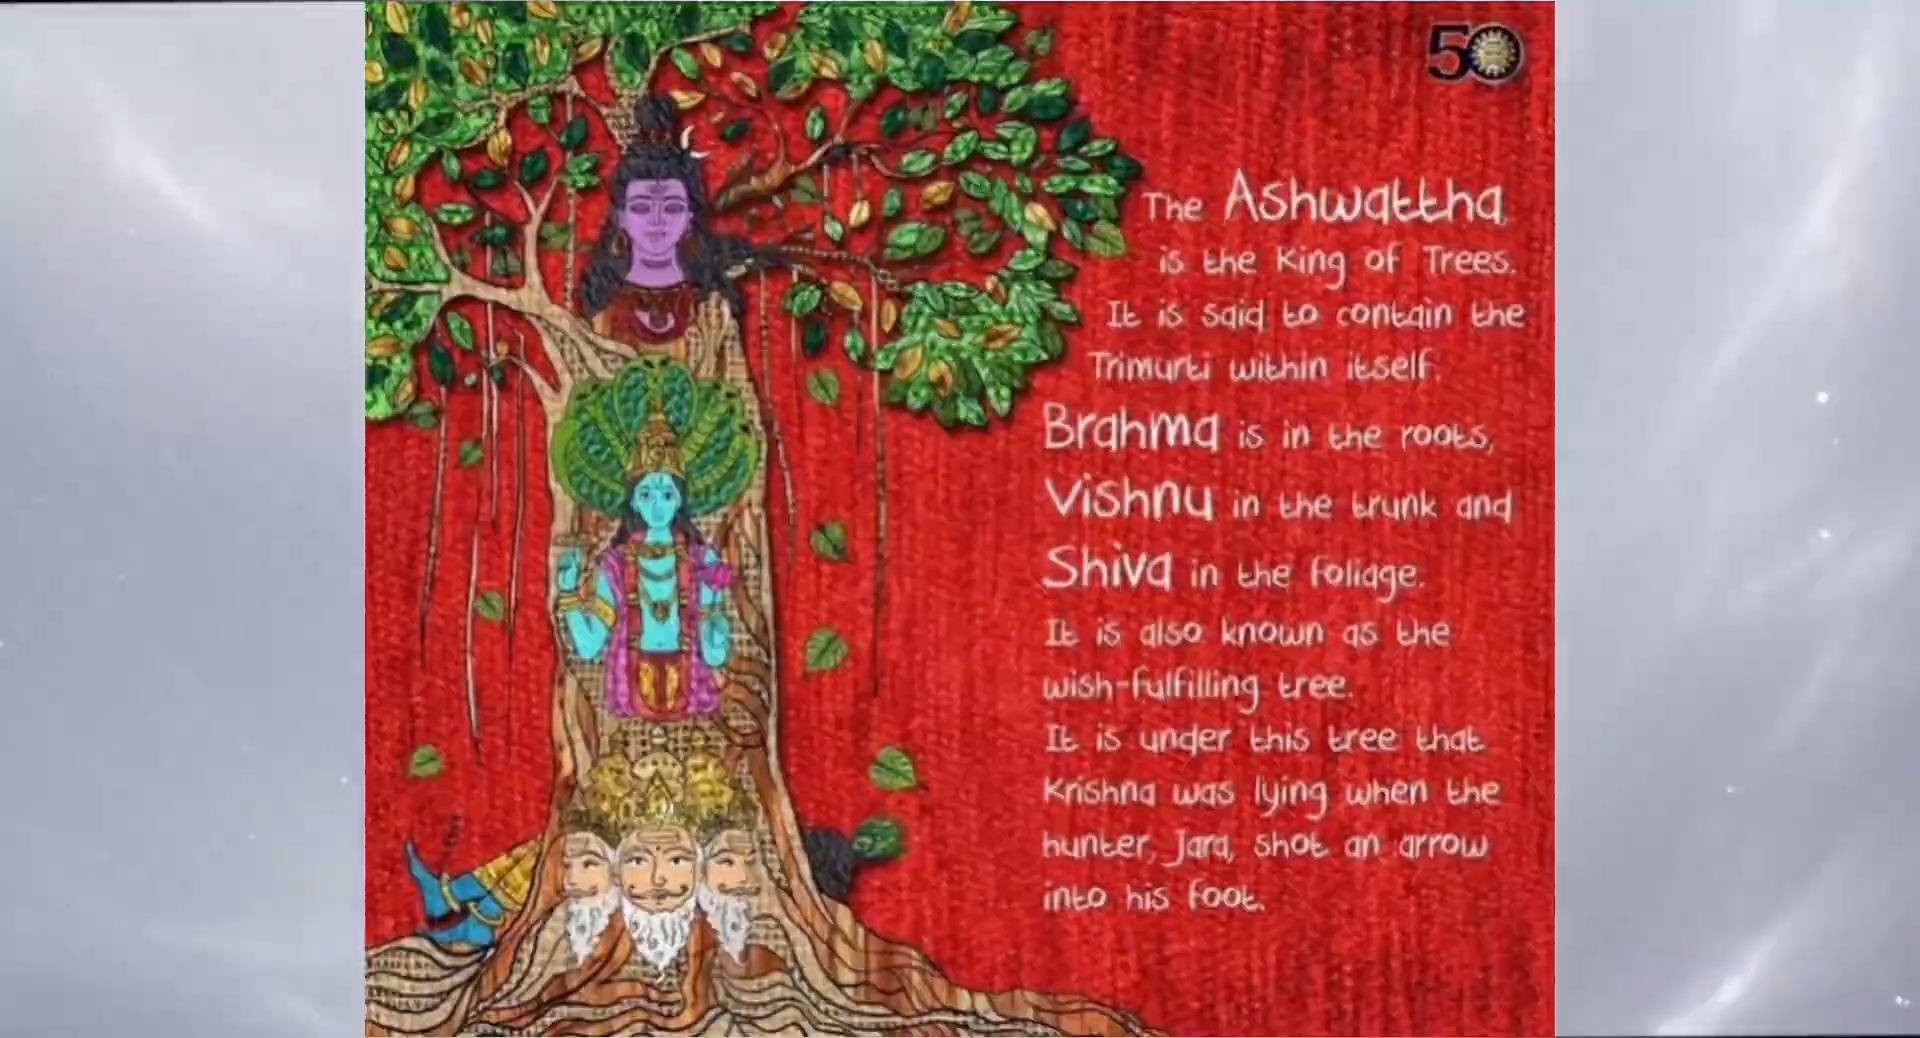 50
The Ashwattha,
is the King of Trees.
It is said to contain the
Trimurti within itself.
Brahma is in the roots,
Vishnu in the trunk and
Shiva in the foliage.
It is also known as the
wish-fulfilling tree.
It is under this tree that
Krishna was lying when the
hunter, Jara, shot an arrow
into his foot.